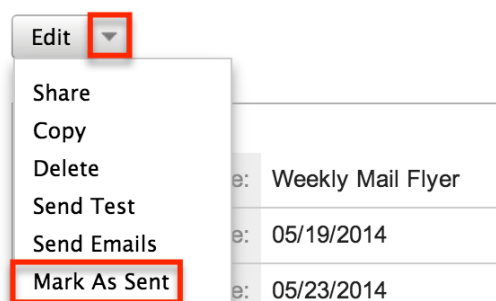 Edit
Share
Copy
Delete
e: Weekly Mail Flyer
Send Test
Send Emails
e: 05/19/2014
Mark As Sent
e: 05/23/2014